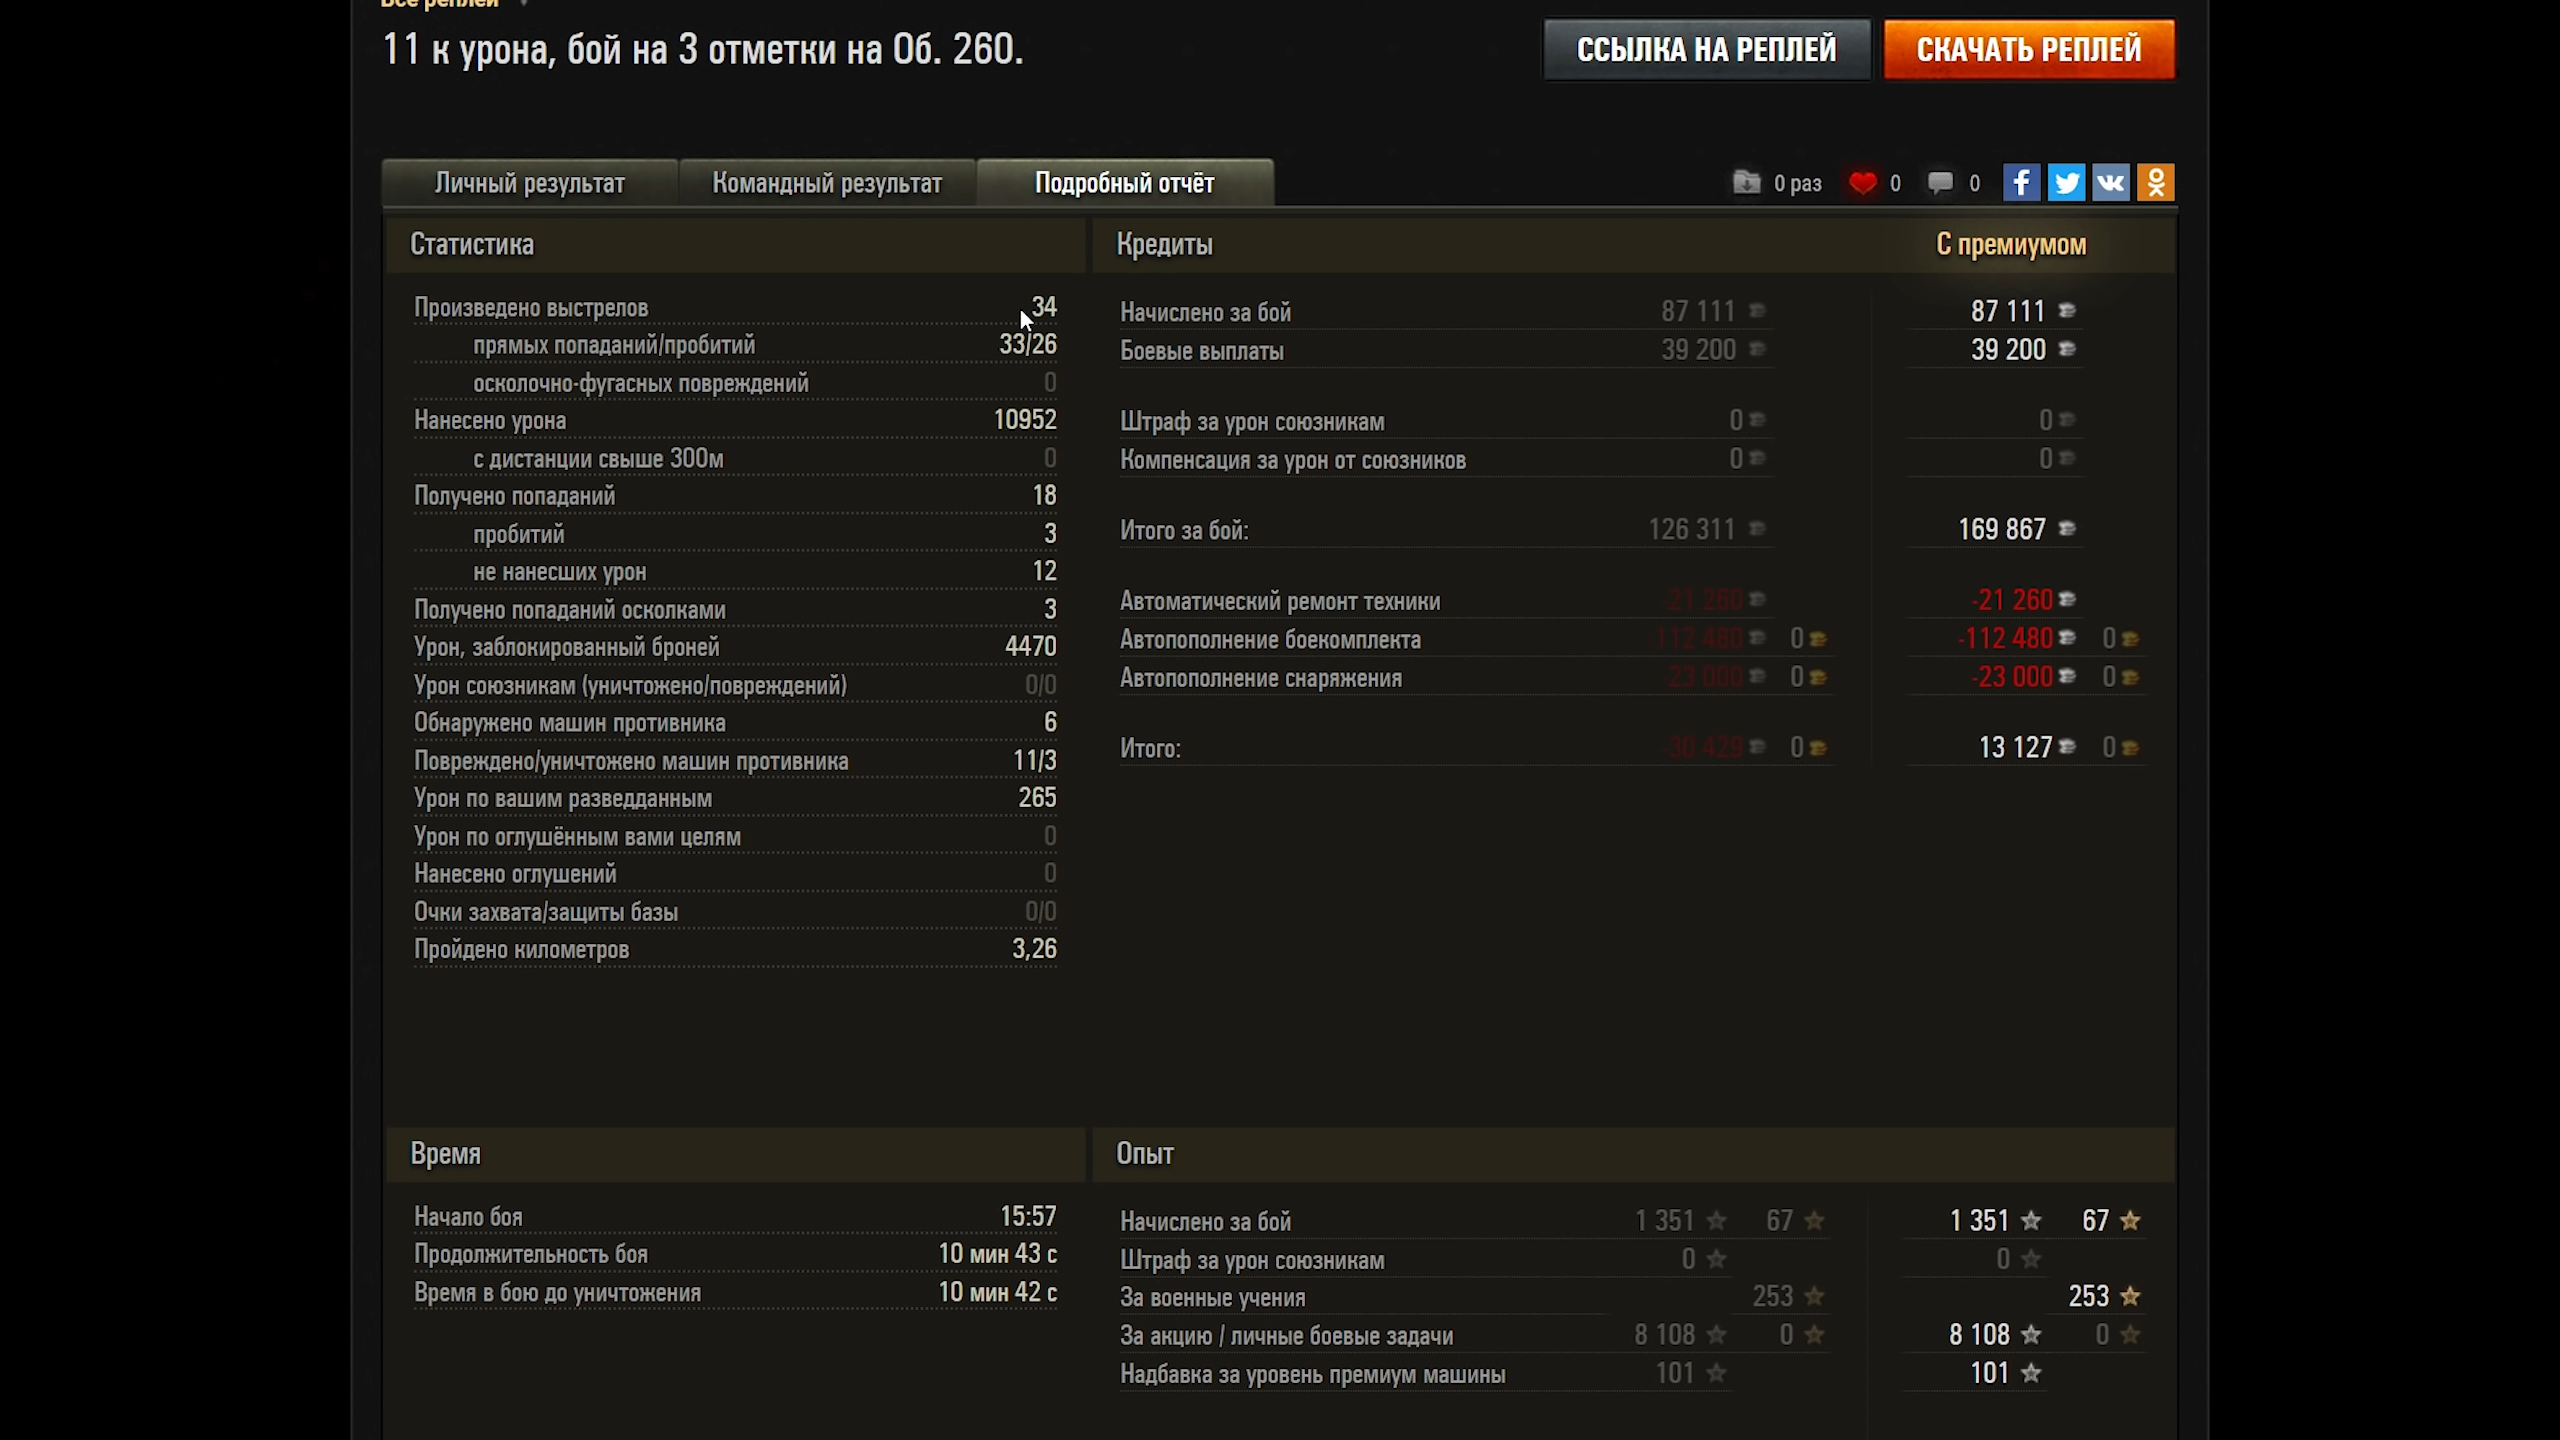 Все реплеи
11 к урона, бой на 3 отметки на Об. 260.
ССЫЛКА НА РЕПЛЕЙ
СКАЧАТЬ РЕПЛЕЙ
Личный результат
Командный результат
Подробный отчёт
0 раз
0
0
Статистика
Произведено выстрелов 34
прямых попаданий/пробитий 33/26
осколочно-фугасных повреждений 0
Нанесено урона 10952
с дистанции свыше 300м 0
Получено попаданий 18
пробитий 3
не нанесших урон 12
Получено попаданий осколками 3
Урон, заблокированный броней 4470
Урон союзникам (уничтожено/повреждений) 0/0
Обнаружено машин противника 6
Повреждено/уничтожено машин противника 11/3
Урон по вашим разведданным 265
Урон по оглушённым вами целям 0
Нанесено оглушений 0
Очки захвата/защиты базы 0/0
Пройдено километров 3,26
Кредиты С премиумом
Начислено за бой 87 111 87 111
Боевые выплаты 39 200 39 200
Штраф за урон союзникам 0 0
Компенсация за урон от союзников 0 0
Итого за бой: 126 311 169 867
Автоматический ремонт техники -21 260 -21 260
Автопополнение боекомплекта -112 480 0 -112 480 0
Автопополнение снаряжения -23 000 0 -23 000 0
Итого: -30 429 0 13 127 0
Время
Начало боя 15:57
Продолжительность боя 10 мин 43 с
Время в бою до уничтожения 10 мин 42 с
Опыт
Начислено за бой 1 351 67 1 351 67
Штраф за урон союзникам 0 0
За военные учения 253 253
За акцию / личные боевые задачи 8 108 0 8 108 0
Надбавка за уровень премиум машины 101 101